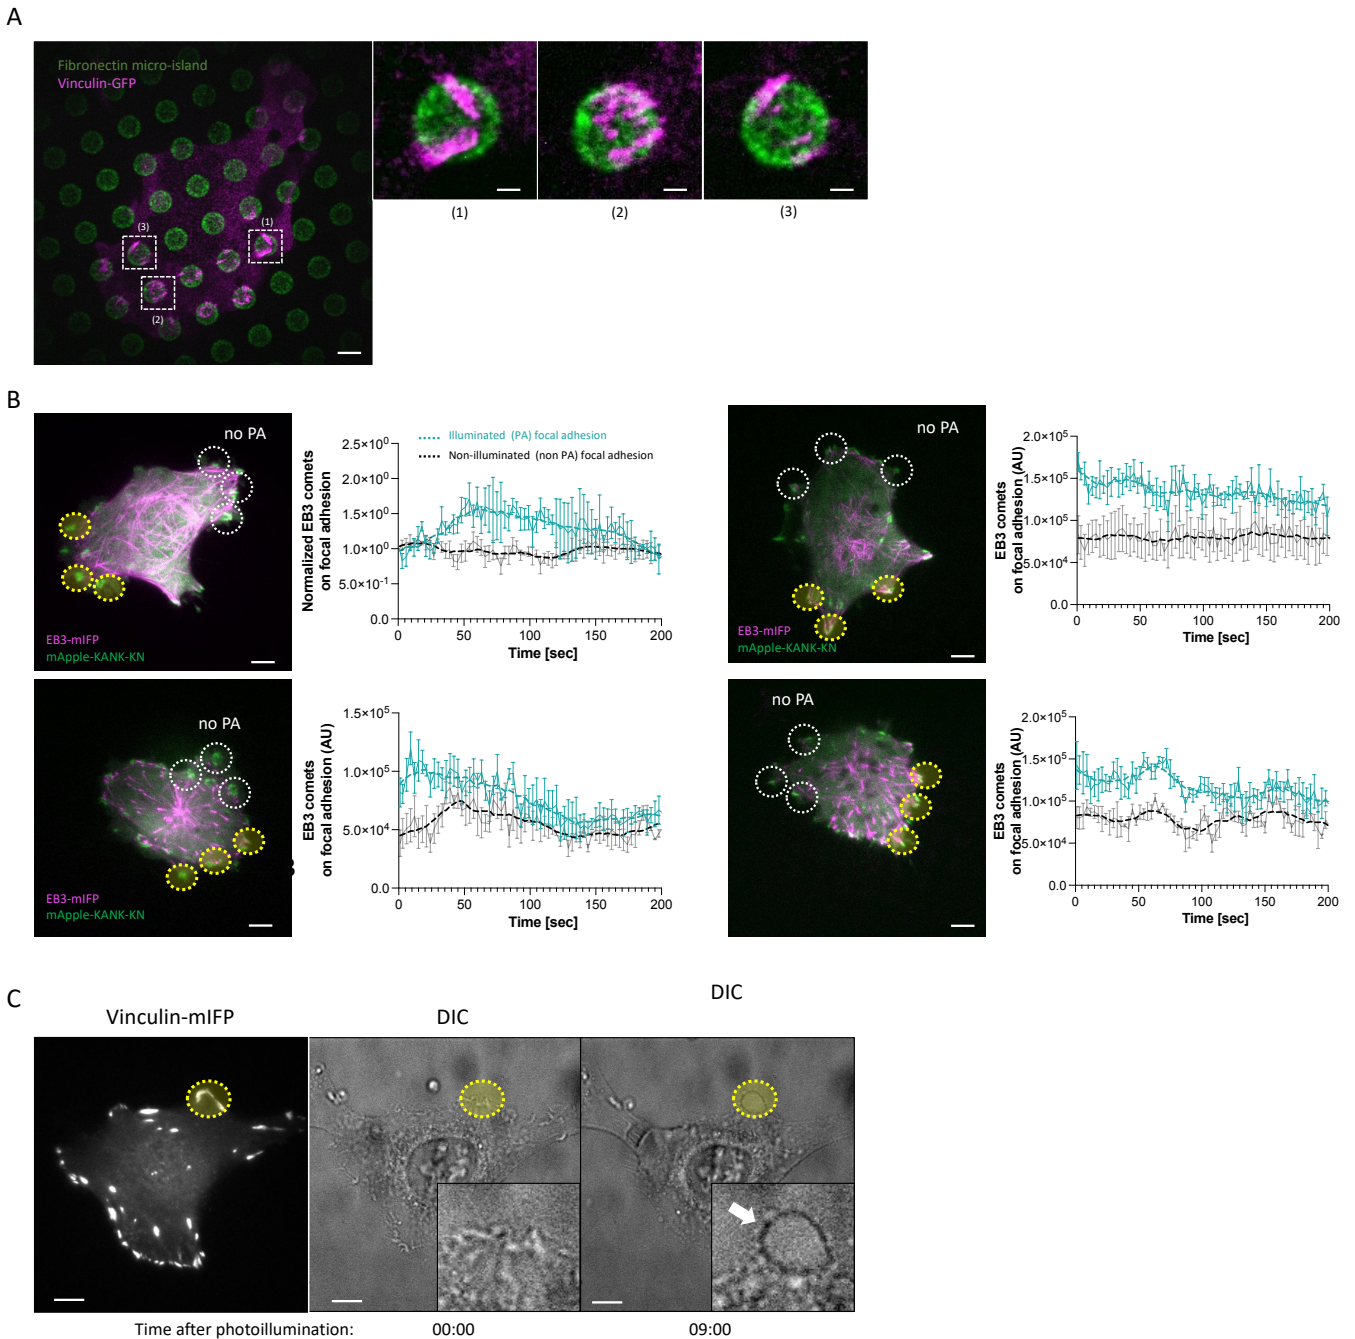 A
Fibronectin micro-island
Vinculin-GFP
(1)
(3)
(2)
(1)
(2)
(3)
B
no PA
EB3-mIFP
mApple-KANK-KN
Normalized EB3 comets
on focal adhesion
2.5×10⁰
2.0×10⁰
1.5×10⁰
1.0×10⁰
5.0×10⁻¹
0.0
Illuminated (PA) focal adhesion
Non-illuminated (non PA) focal adhesion
0 50 100 150 200
Time [sec]
no PA
EB3-mIFP
mApple-KANK-KN
EB3 comets
on focal adhesion (AU)
2.0×10⁵
1.5×10⁵
1.0×10⁵
5.0×10⁴
0.0
0 50 100 150 200
Time [sec]
no PA
EB3-mIFP
mApple-KANK-KN
EB3 comets
on focal adhesion (AU)
1.5×10⁵
1.0×10⁵
5.0×10⁴
0.0
0 50 100 150 200
Time [sec]
no PA
EB3 comets
on focal adhesion (AU)
2.0×10⁵
1.5×10⁵
1.0×10⁵
5.0×10⁴
0.0
0 50 100 150 200
Time [sec]
C
Vinculin-mIFP
DIC
DIC
Time after photoillumination: 00:00 09:00